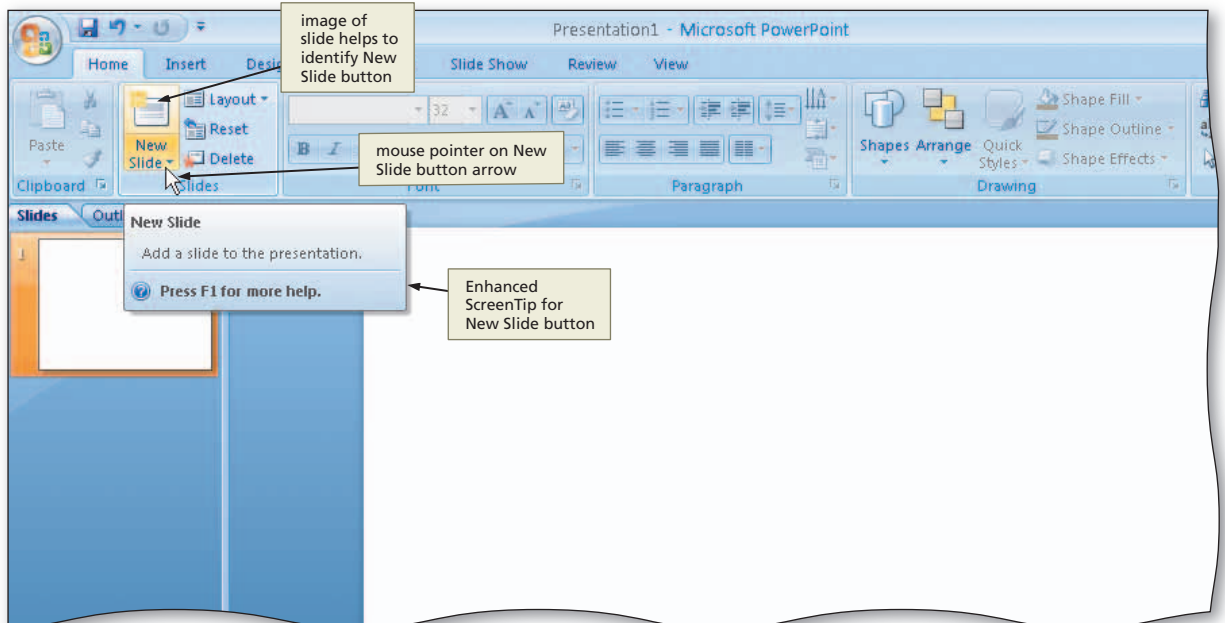 image of
slide helps to
identify New
Slide button
Presentation1 - Microsoft PowerPoint
Home Insert Slide Show Review View
Paste
Clipboard
New
Slide
Layout
Reset
Delete
Slides
32 A A
B I
mouse pointer on New
Slide button arrow
Paragraph
Shapes Arrange Quick
Styles
Shape Fill
Shape Outline
Shape Effects
Drawing
Slides
New Slide
Add a slide to the presentation.
Press F1 for more help.
1
Enhanced
ScreenTip for
New Slide button